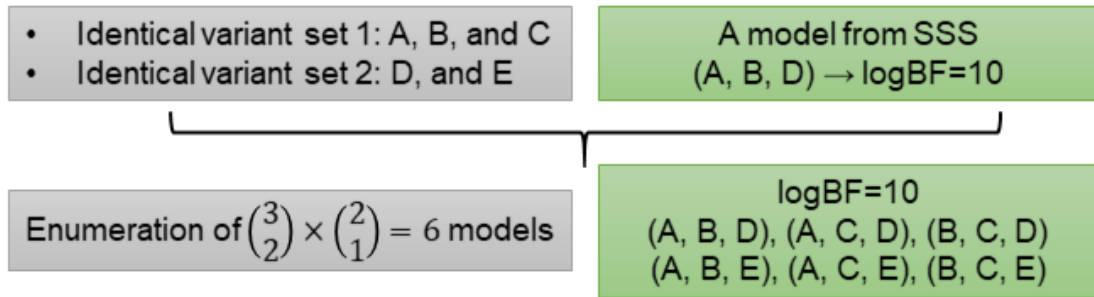 • Identical variant set 1: A, B, and C
• Identical variant set 2: D, and E
A model from SSS
(A, B, D) → logBF=10
Enumeration of (3 2) × (2 1) = 6 models
logBF=10
(A, B, D), (A, C, D), (B, C, D)
(A, B, E), (A, C, E), (B, C, E)